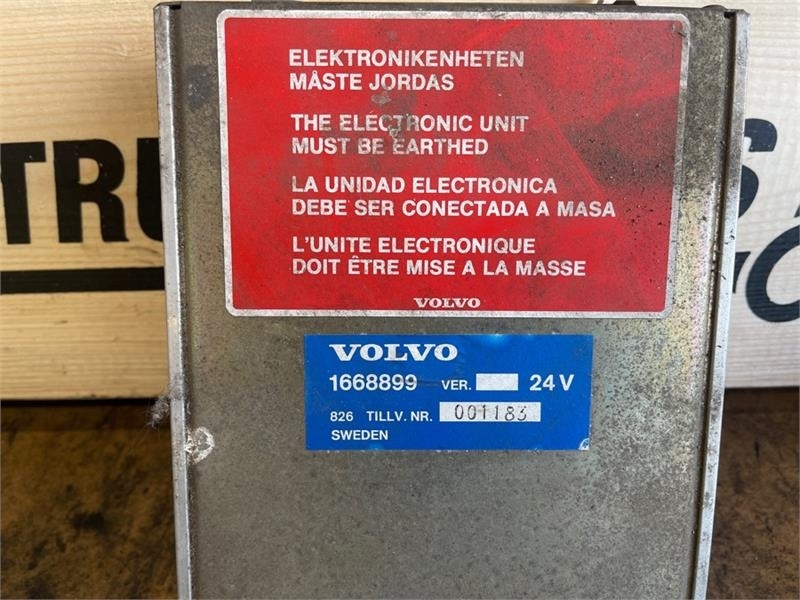 ELEKTRONIKENHETEN
MÅSTE JORDAS
THE ELECTRONIC UNIT
MUST BE EARTHED
LA UNIDAD ELECTRONICA
DEBE SER CONECTADA A MASA
L'UNITE ELECTRONIQUE
DOIT ÊTRE MISE A LA MASSE
VOLVO
VOLVO
1668899 VER. 24 V
826 TILLV. NR. 001183
SWEDEN
TRU